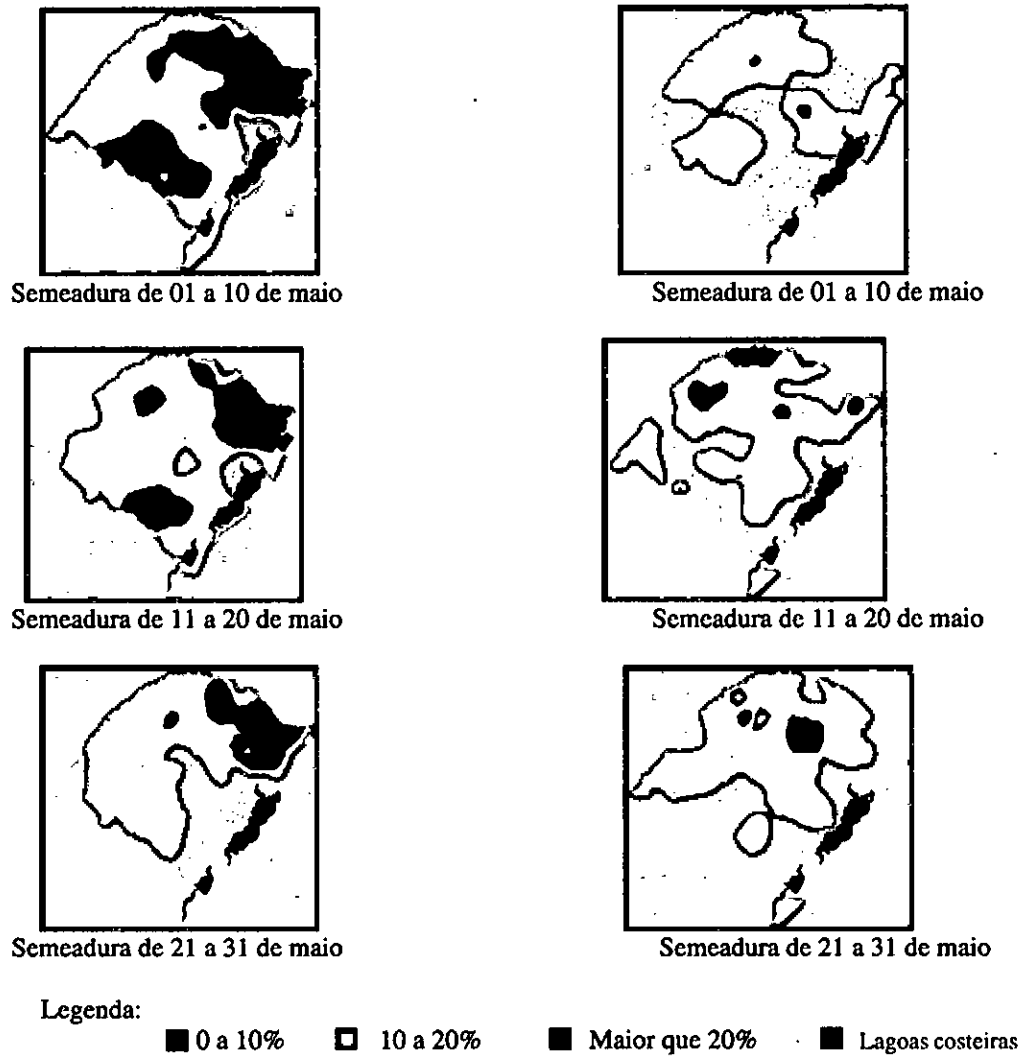 Semeadura de 01 a 10 de maio
Semeadura de 01 a 10 de maio
Semeadura de 11 a 20 de maio
Semeadura de 11 a 20 de maio
Semeadura de 21 a 31 de maio
Semeadura de 21 a 31 de maio
Legenda:
0 a 10% 10 a 20% Maior que 20% Lagoas costeiras